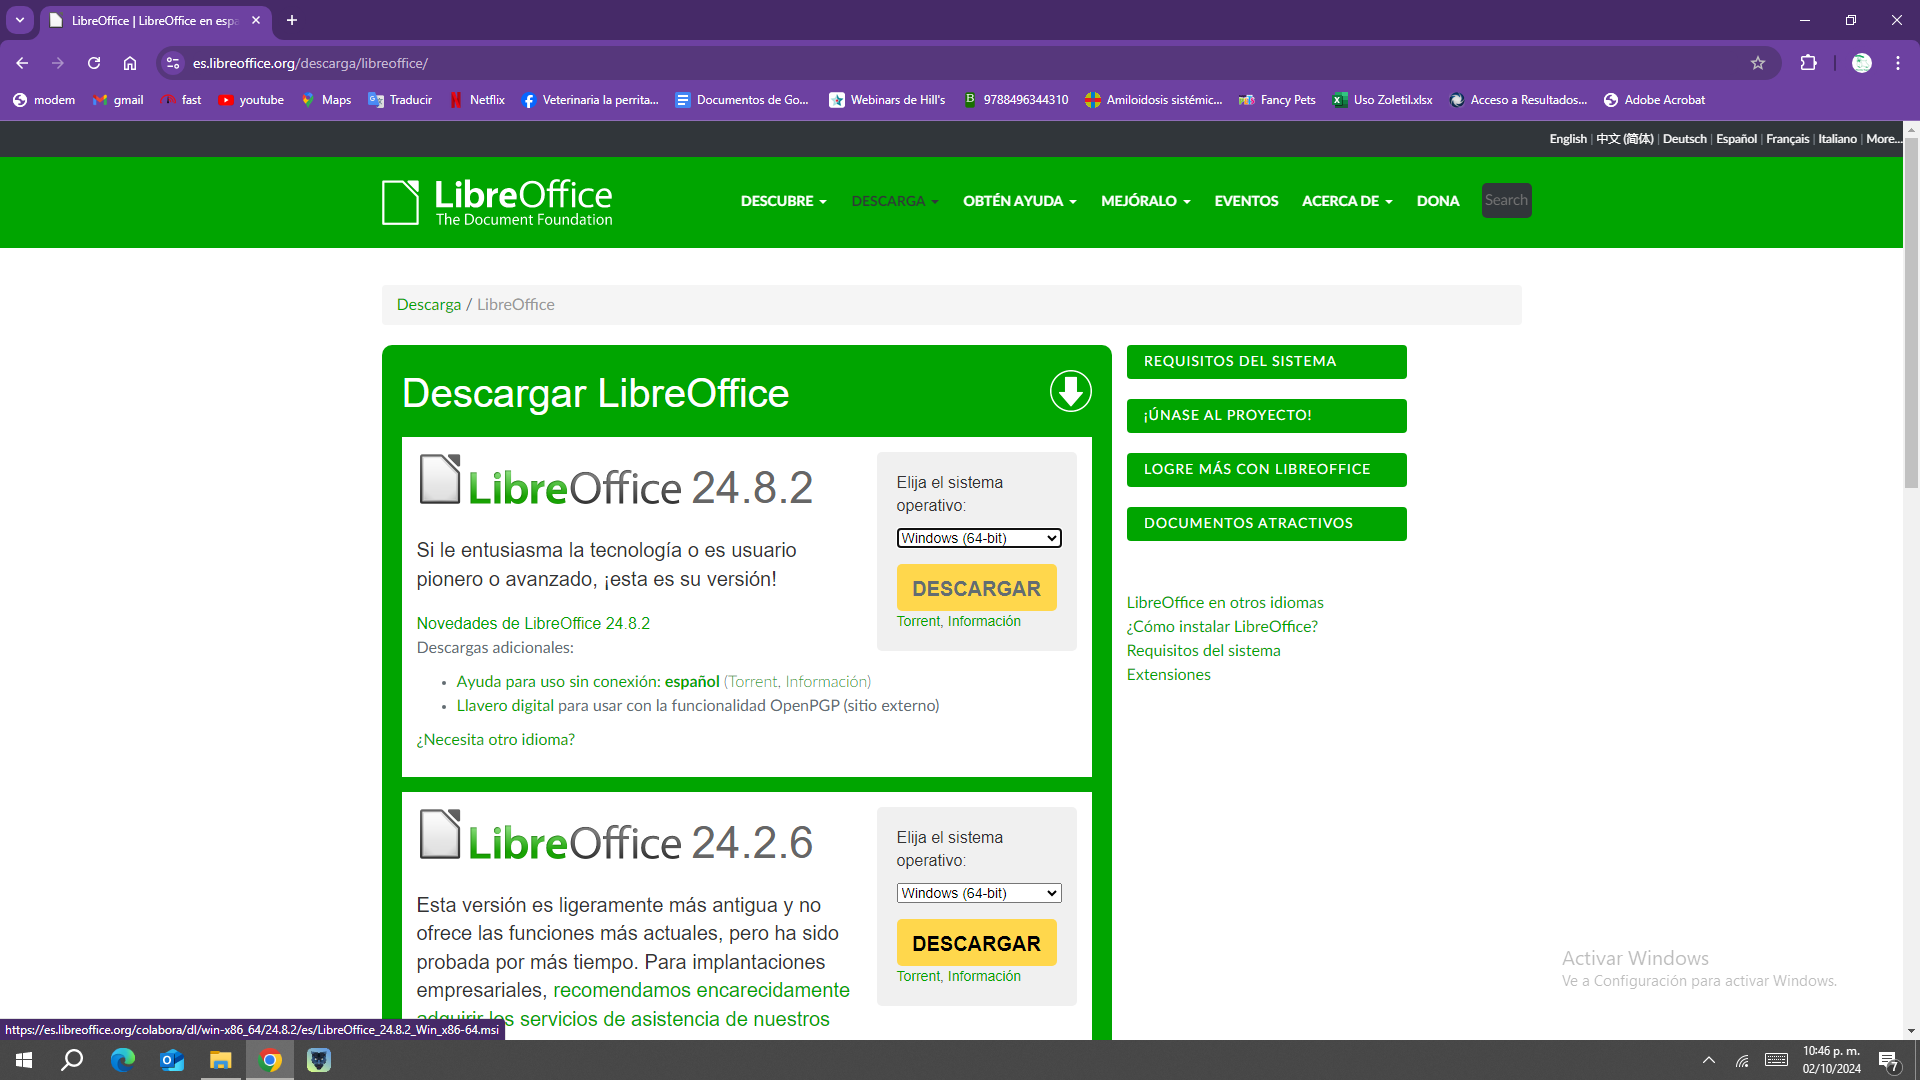 LibreOffice | LibreOffice en espa
es.libreoffice.org/descarga/libreoffice/
modem gmail fast youtube Maps Traducir Netflix Veterinaria la perrita... Documentos de Go... Webinars de Hill's 9788496344310 Amiloidosis sistémic... Fancy Pets Uso Zoletil.xlsx Acceso a Resultados... Adobe Acrobat
English | 中文 (简体) | Deutsch | Español | Français | Italiano | More...
LibreOffice
The Document Foundation
DESCUBRE DESCARGA OBTÉN AYUDA MEJÓRALO EVENTOS ACERCA DE DONA Search
Descarga / LibreOffice
Descargar LibreOffice
LibreOffice 24.8.2
Si le entusiasma la tecnología o es usuario
pionero o avanzado, ¡esta es su versión!
Novedades de LibreOffice 24.8.2
Descargas adicionales:
• Ayuda para uso sin conexión: español (Torrent, Información)
• Llavero digital para usar con la funcionalidad OpenPGP (sitio externo)
¿Necesita otro idioma?
Elija el sistema
operativo:
Windows (64-bit)
DESCARGAR
Torrent, Información
LibreOffice 24.2.6
Esta versión es ligeramente más antigua y no
ofrece las funciones más actuales, pero ha sido
probada por más tiempo. Para implantaciones
empresariales, recomendamos encarecidamente
adquirir los servicios de asistencia de nuestros
Elija el sistema
operativo:
Windows (64-bit)
DESCARGAR
Torrent, Información
REQUISITOS DEL SISTEMA
¡ÚNASE AL PROYECTO!
LOGRE MÁS CON LIBREOFFICE
DOCUMENTOS ATRACTIVOS
LibreOffice en otros idiomas
¿Cómo instalar LibreOffice?
Requisitos del sistema
Extensiones
Activar Windows
Ve a Configuración para activar Windows.
https://es.libreoffice.org/colabora/dl/win-x86_64/24.8.2/es/LibreOffice_24.8.2_Win_x86-64.msi
10:46 p. m.
02/10/2024
7